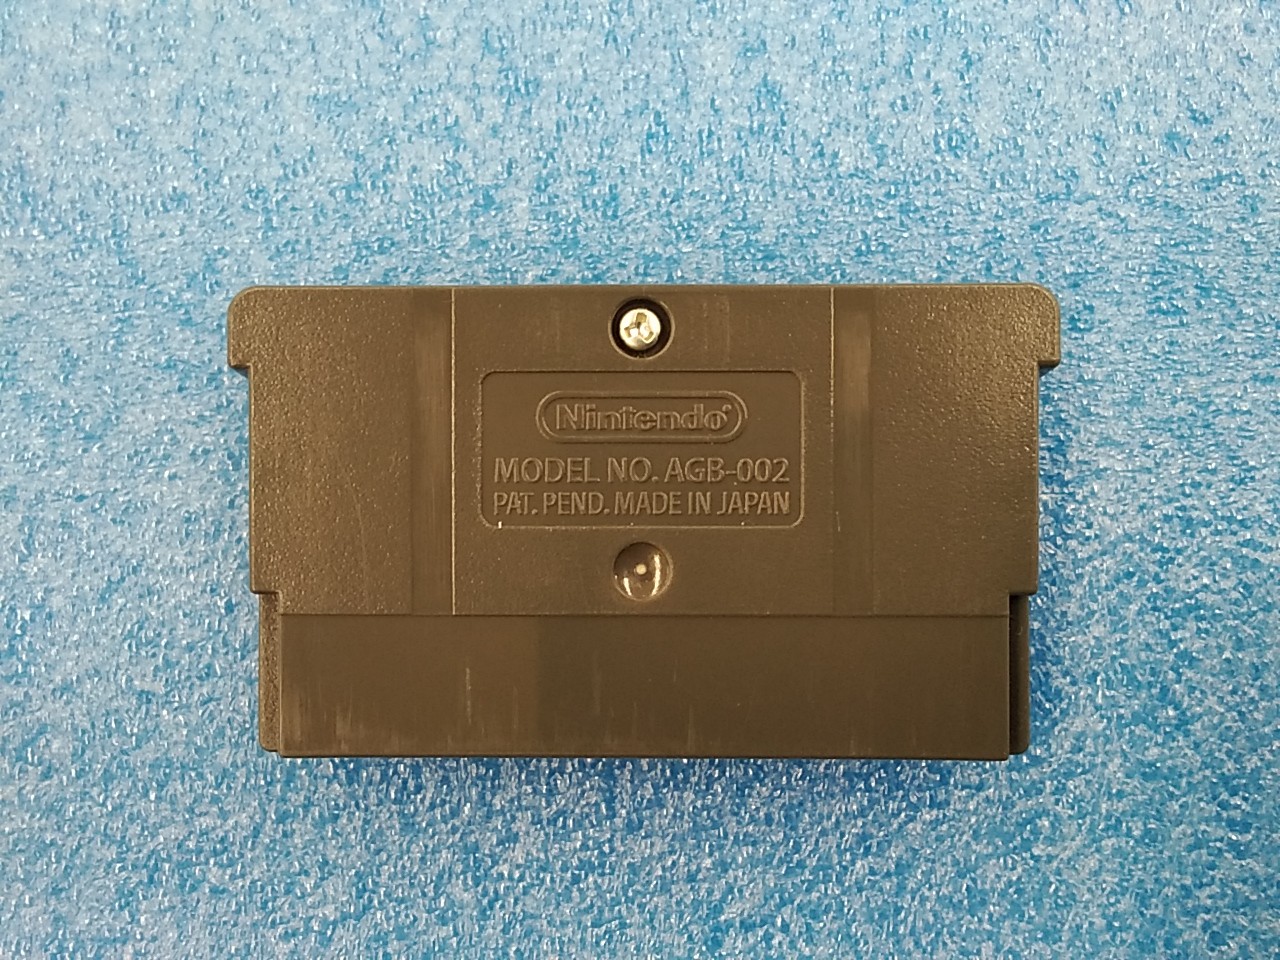 Nintendo®
MODEL NO. AGB-002
PAT. PEND. MADE IN JAPAN